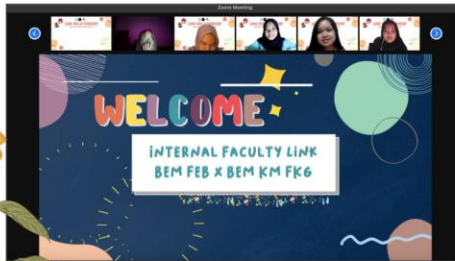 Zoom Meeting
WELCOME
INTERNAL FACULTY LINK
BEM FEB X BEM KM FKG